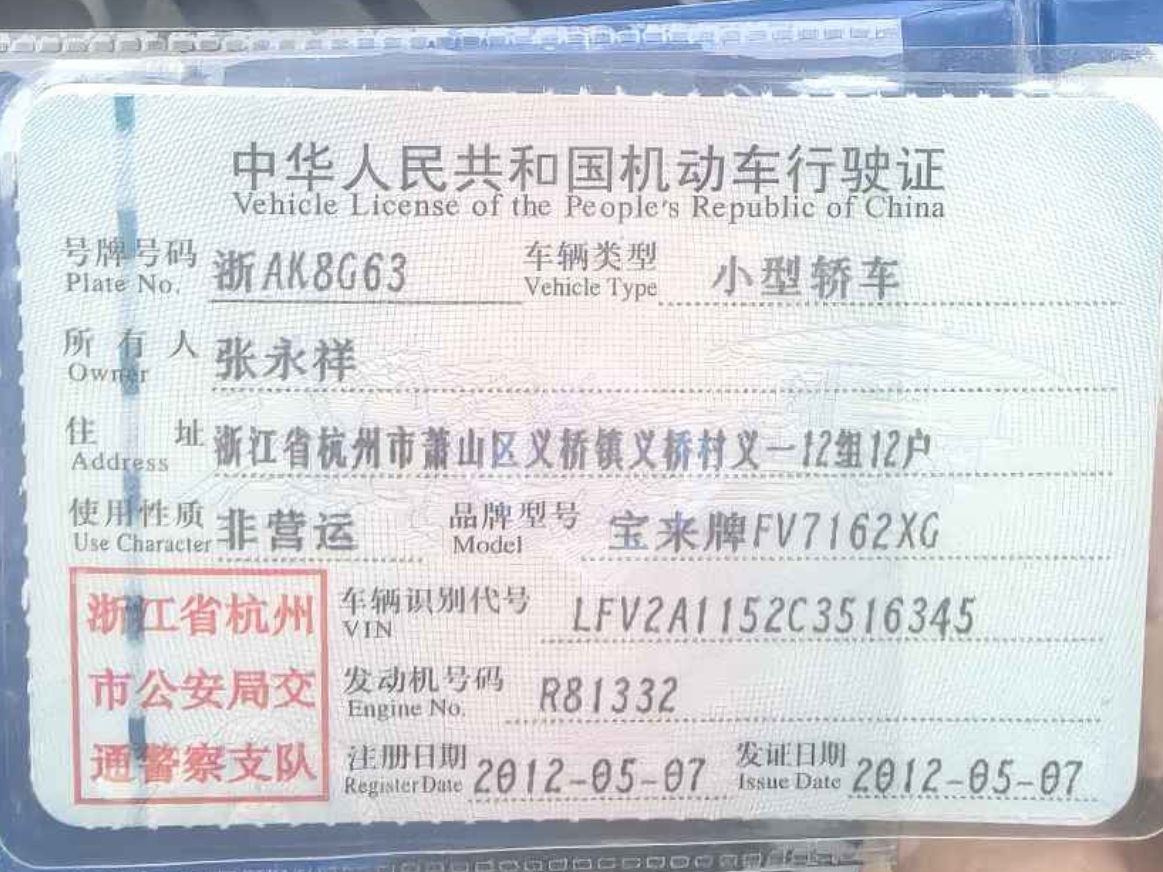 中华人民共和国机动车行驶证
Vehicle License of the People's Republic of China
号牌号码 浙AK8G63 车辆类型 小型轿车
Plate No. Vehicle Type
所有人 张永祥
Owner
住址 浙江省杭州市萧山区义桥镇义桥村义一12组12户
Address
使用性质 非营运 品牌型号 宝来牌FV7162XG
Use Character Model
浙江省杭州 车辆识别代号 LFV2A1152C3516345
VIN
市公安局交 发动机号码 R81332
Engine No.
通警察支队 注册日期 2012-05-07 发证日期 2012-05-07
Register Date Issue Date